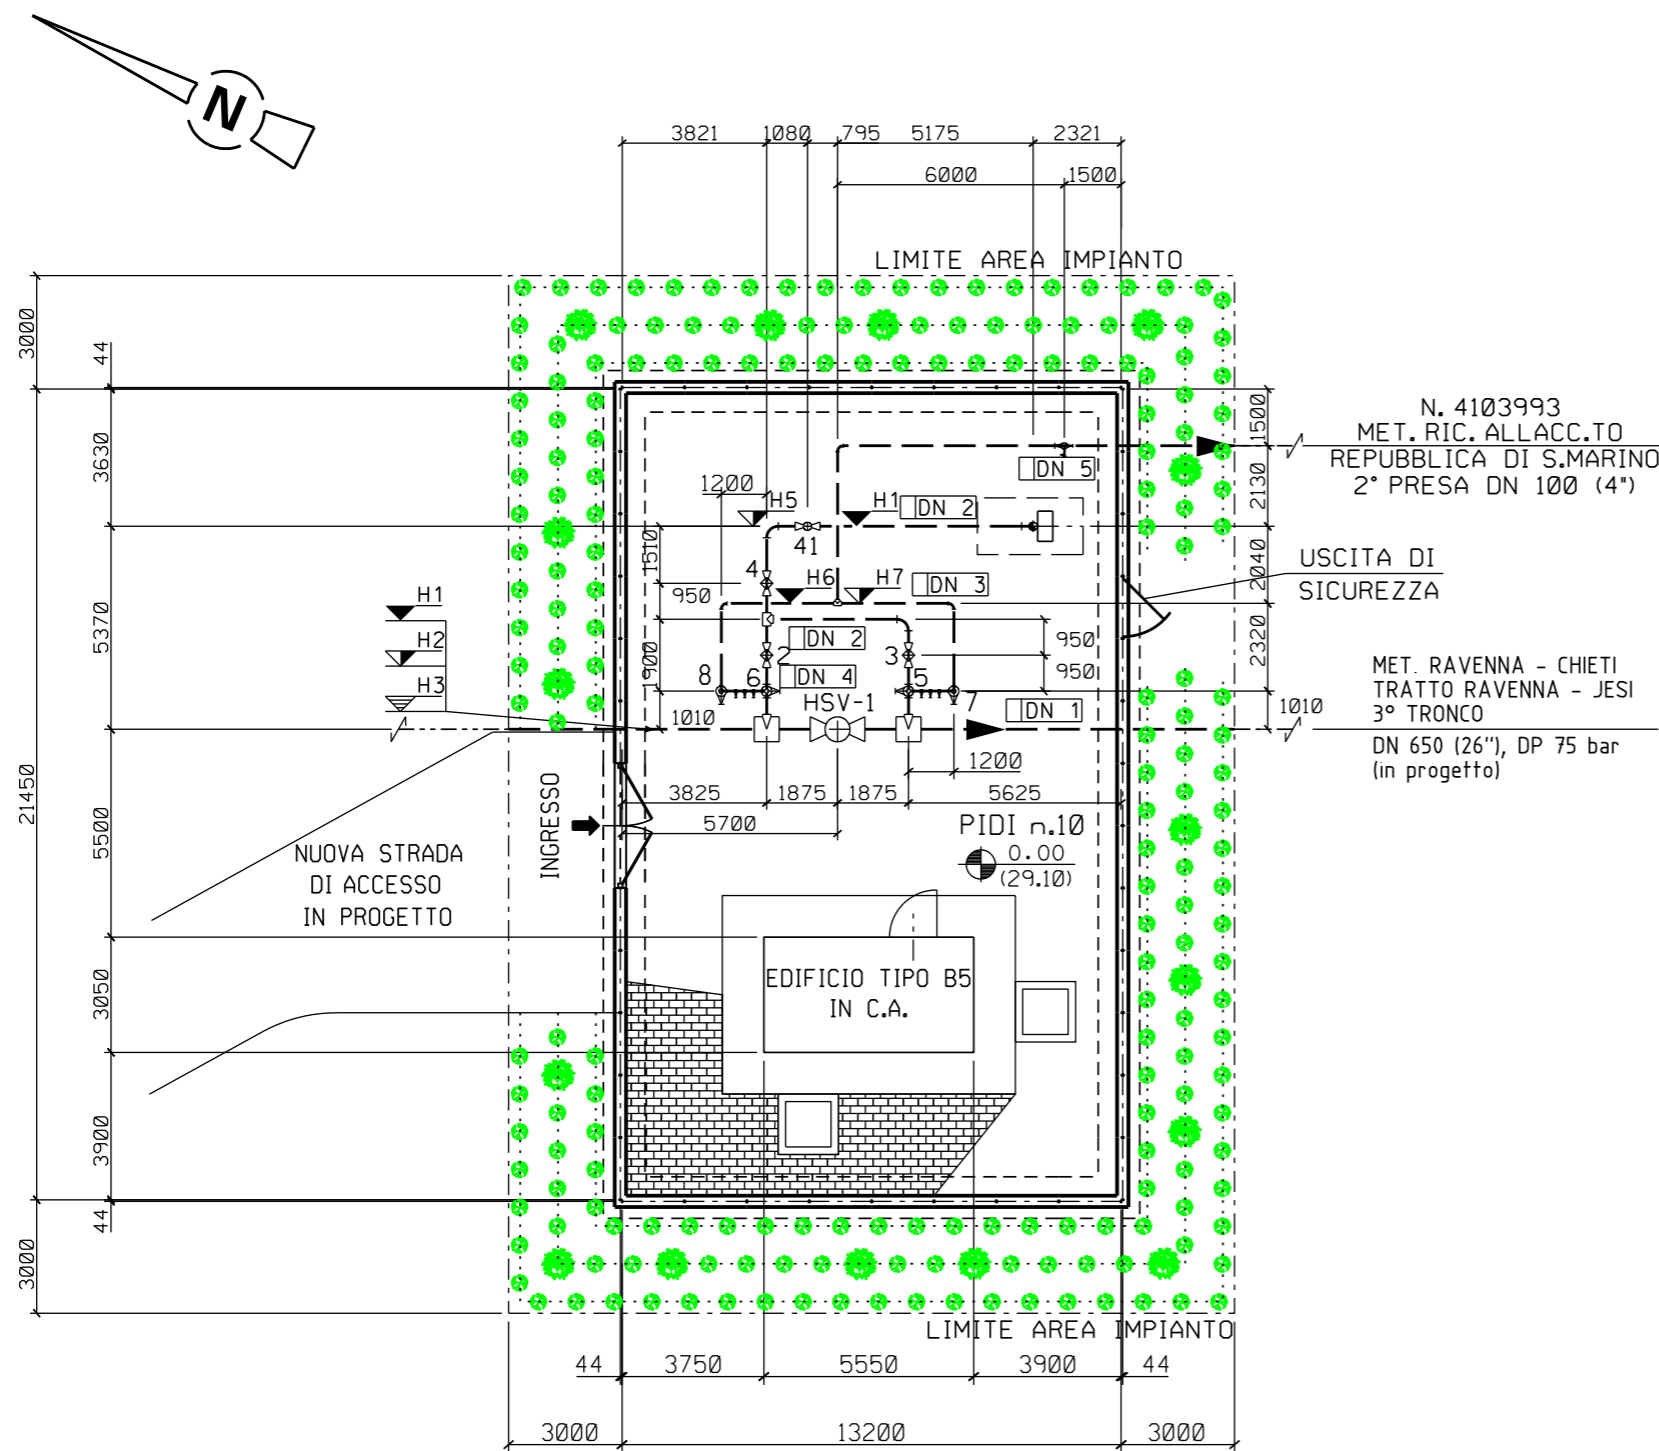 N
3821 1080 795 5175 2321
6000 1500
LIMITE AREA IMPIANTO
3000
44
3630
5370
21450
5500
3050
3900
44
3000
1500
2130
2040
2320
1010
N. 4103993
MET. RIC. ALLACC.TO
REPUBBLICA DI S.MARINO
2° PRESA DN 100 (4")
USCITA DI
SICUREZZA
MET. RAVENNA - CHIETI
TRATTO RAVENNA - JESI
3° TRONCO
DN 650 (26"), DP 75 bar
(in progetto)
DN 5
1200
H5
H1
DN 2
41
1510
4
950
H6
H7
DN 3
H1
H2
H3
DN 2
2
3
950
950
1900
DN 4
8
6
5
7
HSV-1
DN 1
1010
1200
3825 1875 1875 5625
5700
INGRESSO
PIDI n.10
0.00
(29.10)
NUOVA STRADA
DI ACCESSO
IN PROGETTO
EDIFICIO TIPO B5
IN C.A.
LIMITE AREA IMPIANTO
44 3750 5550 3900 44
3000 13200 3000